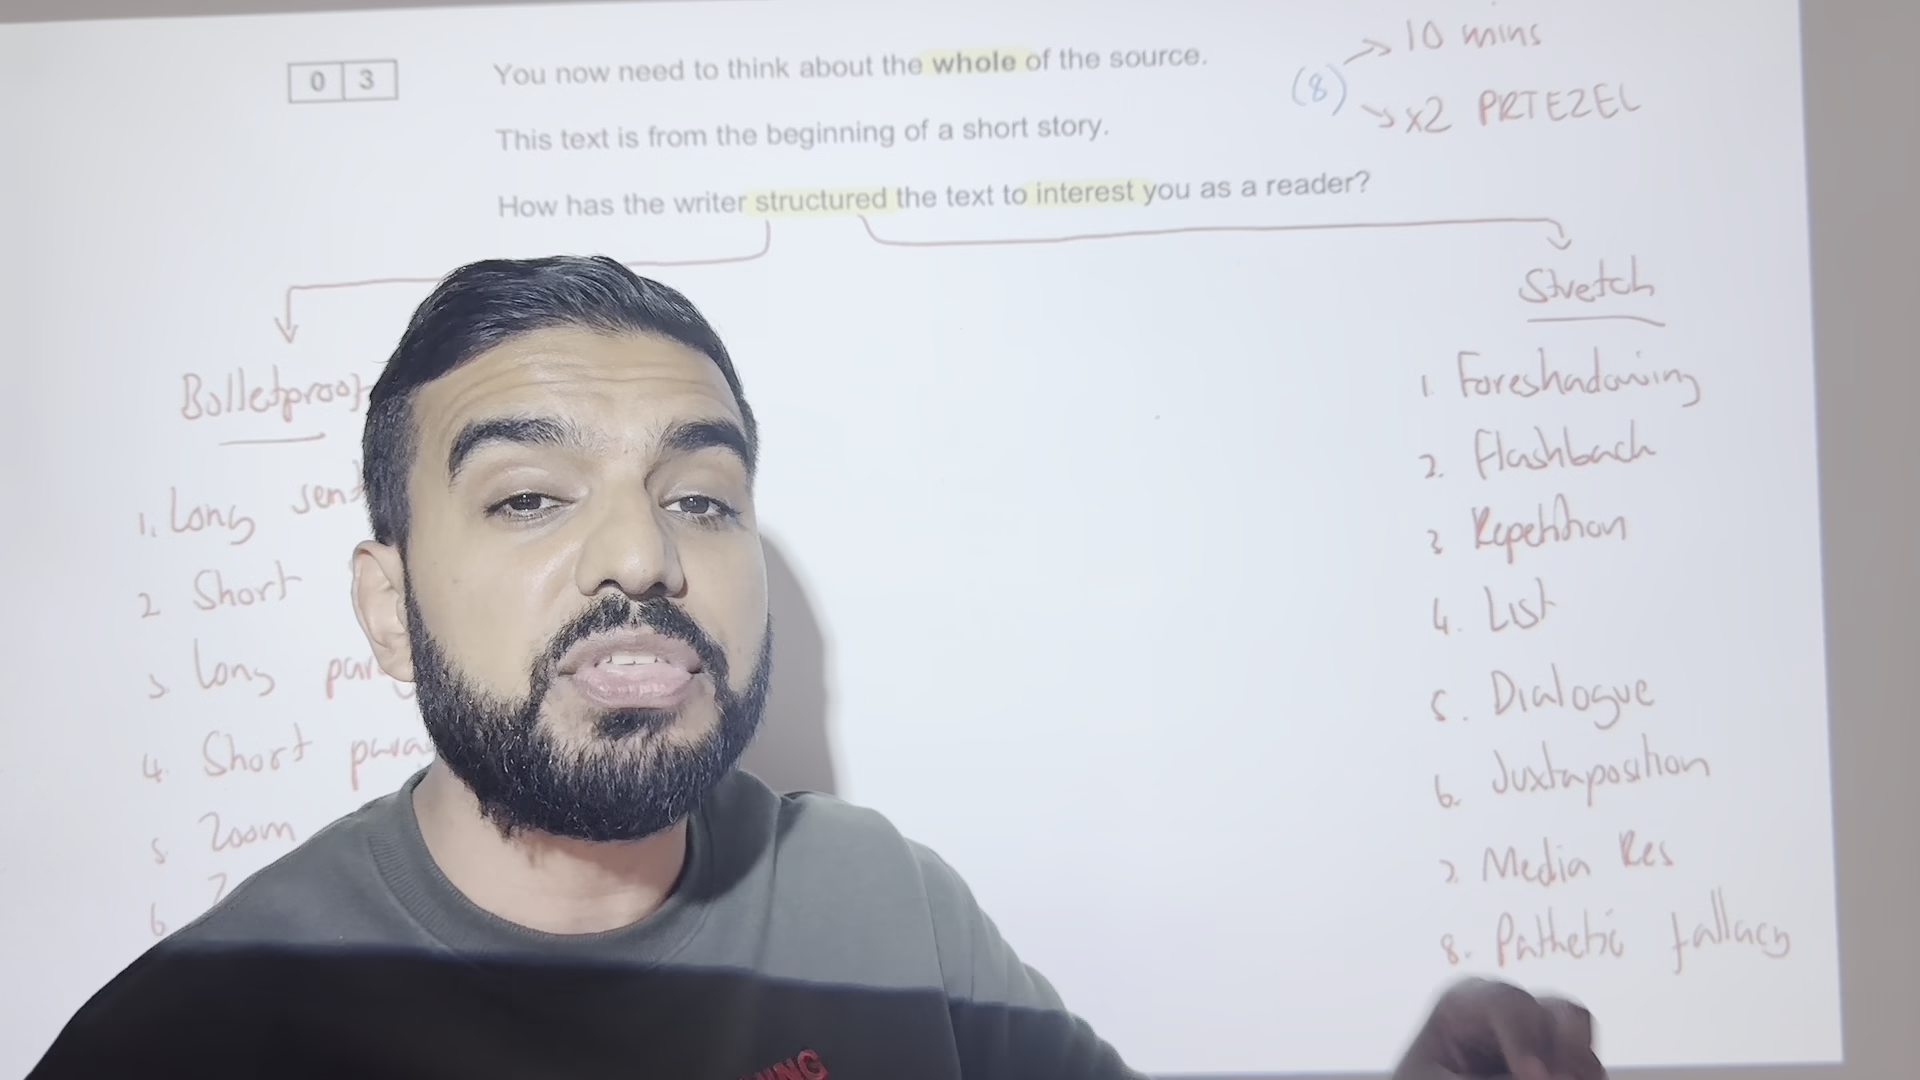 0 3
You now need to think about the whole of the source.
This text is from the beginning of a short story.
How has the writer structured the text to interest you as a reader?
(8)
10 mins
x2 PRTEZEL
Bulletproof
1. Long sent
2 Short
3 Long para
4. Short para
5 Zoom
6
Stretch
1. Foreshadowing
2. Flashback
3 Repetition
4. List
5. Dialogue
6. Juxtaposition
7. Media Res
8. Pathetic fallacy